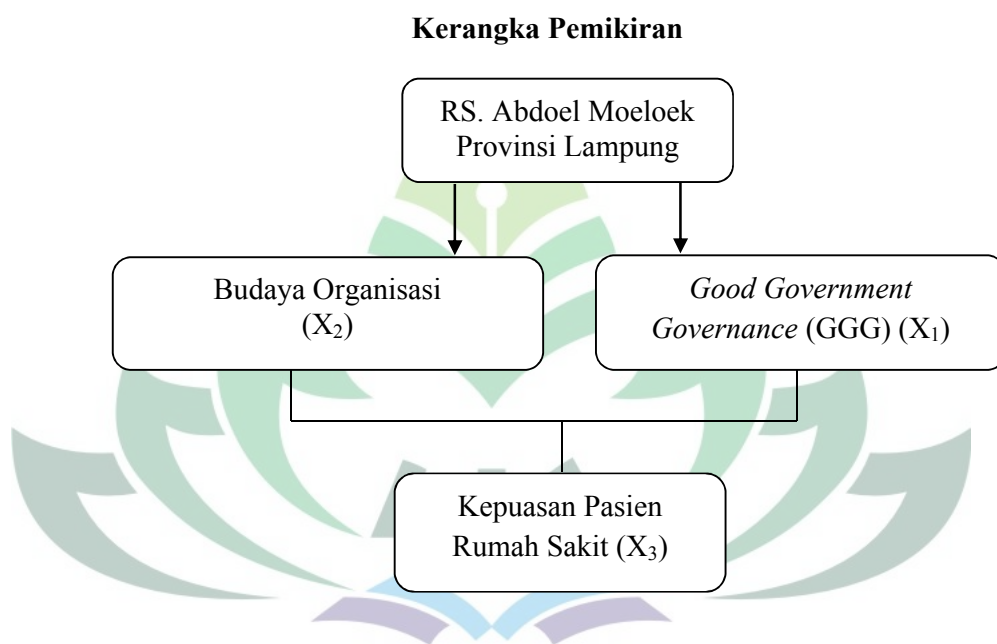 Kerangka Pemikiran
RS. Abdoel Moeloek
Provinsi Lampung
Budaya Organisasi
(X₂)
Good Government
Governance (GGG) (X₁)
Kepuasan Pasien
Rumah Sakit (X₃)